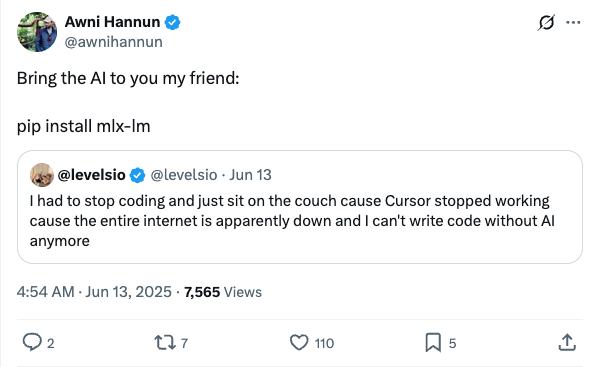 Awni Hannun
@awnihannun
Bring the AI to you my friend:
pip install mlx-lm
@levelsio @levelsio · Jun 13
I had to stop coding and just sit on the couch cause Cursor stopped working
cause the entire internet is apparently down and I can't write code without AI
anymore
4:54 AM · Jun 13, 2025 · 7,565 Views
2 7 110 5